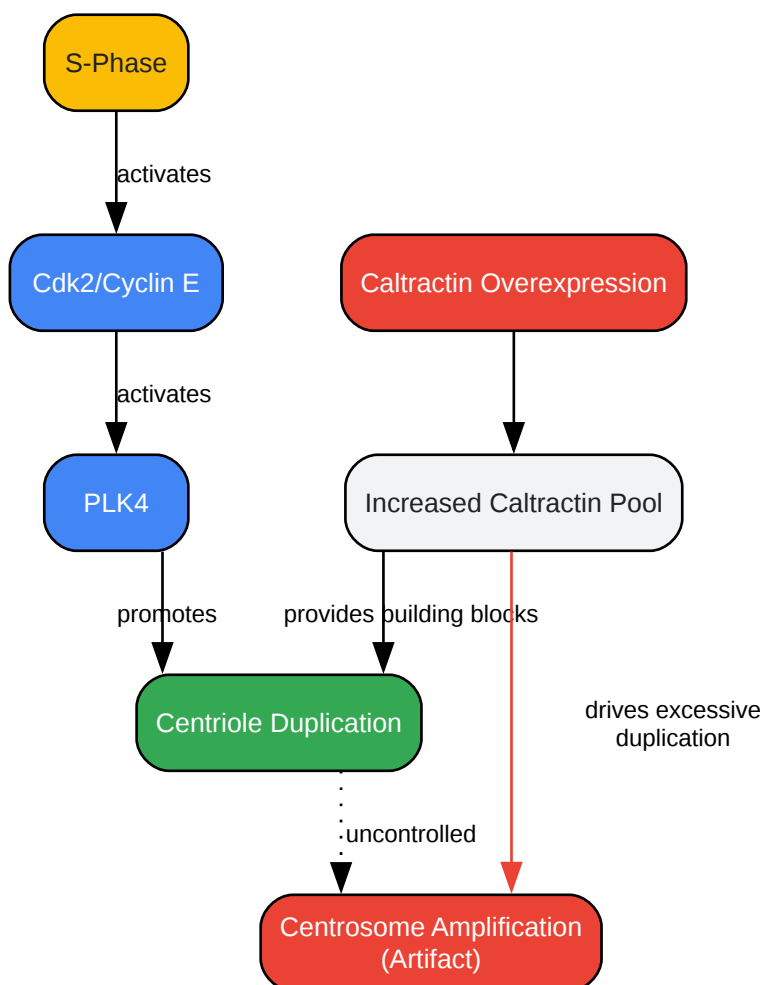 S-Phase
activates
Cdk2/Cyclin E
Caltractin Overexpression
activates
PLK4
Increased Caltractin Pool
promotes
provides building blocks
Centriole Duplication
drives excessive
duplication
uncontrolled
Centrosome Amplification
(Artifact)